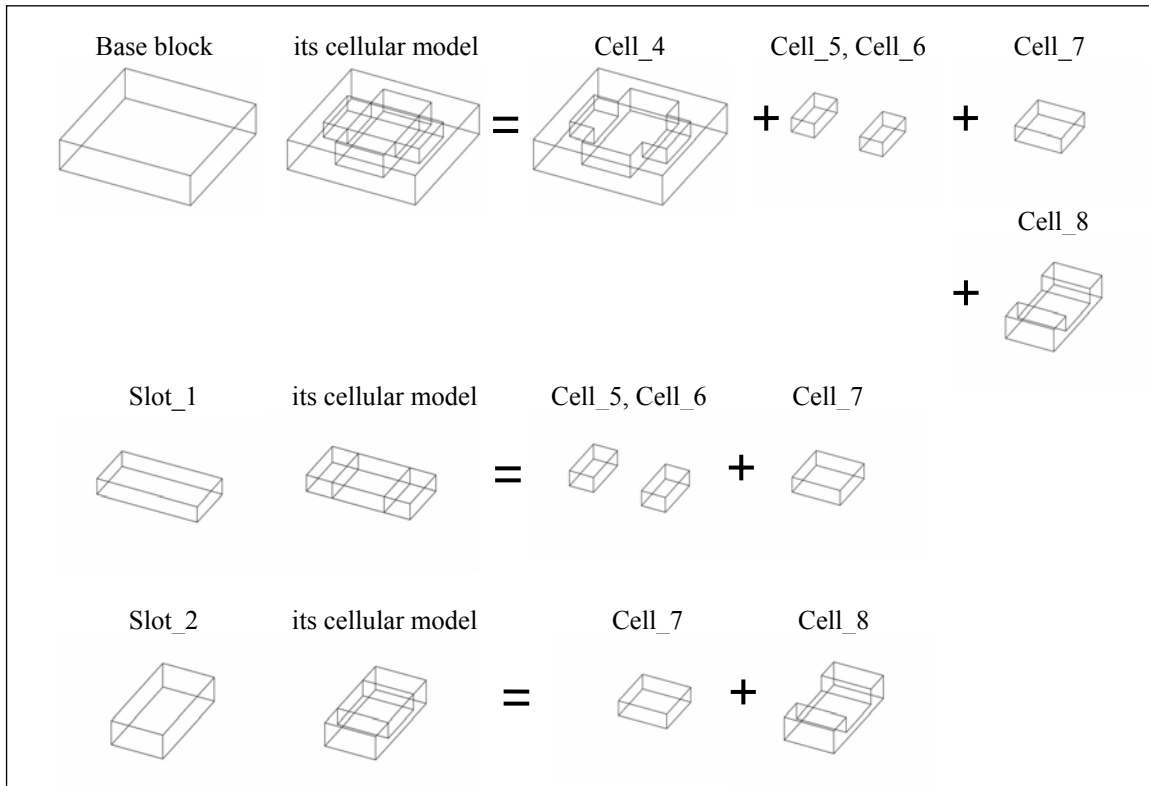 Base block its cellular model Cell_4 Cell_5, Cell_6 Cell_7
= + +
Cell_8
+
Slot_1 its cellular model Cell_5, Cell_6 Cell_7
= +
Slot_2 its cellular model Cell_7 Cell_8
= +